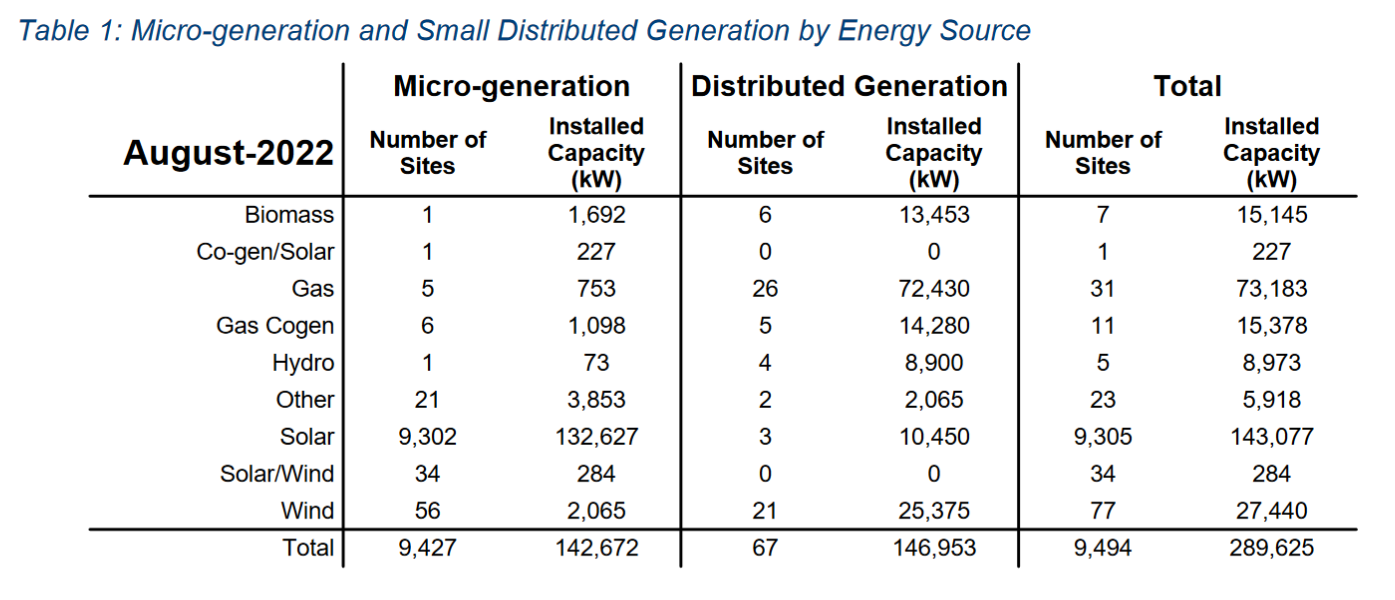 Table 1: Micro-generation and Small Distributed Generation by Energy Source
Micro-generation Distributed Generation Total
August-2022 Number of Sites Installed Capacity (kW) Number of Sites Installed Capacity (kW) Number of Sites Installed Capacity (kW)
Biomass 1 1,692 6 13,453 7 15,145
Co-gen/Solar 1 227 0 0 1 227
Gas 5 753 26 72,430 31 73,183
Gas Cogen 6 1,098 5 14,280 11 15,378
Hydro 1 73 4 8,900 5 8,973
Other 21 3,853 2 2,065 23 5,918
Solar 9,302 132,627 3 10,450 9,305 143,077
Solar/Wind 34 284 0 0 34 284
Wind 56 2,065 21 25,375 77 27,440
Total 9,427 142,672 67 146,953 9,494 289,625